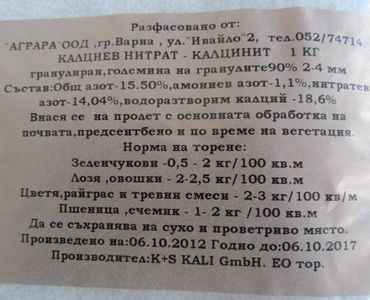 Разфасовано от:
"АГРАРА"ООД ,гр.Варна , ул."Ивайло"2, тел.052/74714
КАЛЦИЕВ НИТРАТ - КАЛЦИНИТ 1 КГ
гранулиран,големина на гранулите90% 2-4 мм
Състав:Общ азот-15.50%,амониев азот-1,1%,нитратен
азот-14,04%,водоразтворим калций -18,6%
Внася се на пролет с основната обработка на
почвата,предсеитбено и по време на вегетация.
Норма на торене:
Зеленчукови -0,5 - 2 кг/100 кв.м
Лозя ,овошки - 2-2,5 кг/100 кв.м
Цветя,райграс и тревни смеси - 2-3 кг/100 кв/м
Пшеница ,ечемик - 1- 2 кг/100 кв.м
Да се съхранява на сухо и проветриво място.
Произведено на:06.10.2012 Годно до:06.10.2017
Производител:K+S KALI GmbH. ЕО тор.